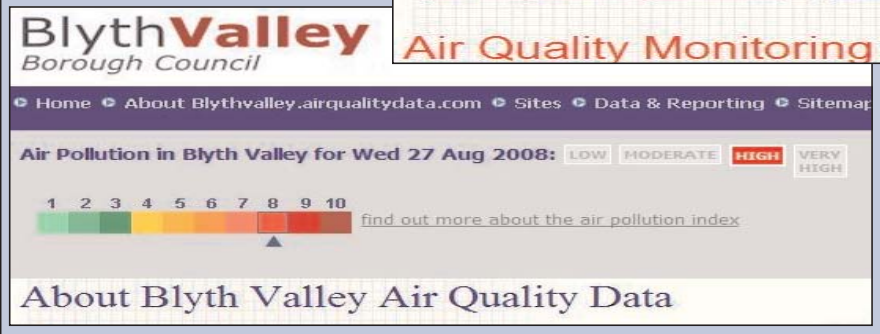 BlythValley
Borough Council
Air Quality Monitoring
Home About Blythvalley.airqualitydata.com Sites Data & Reporting Sitemap
Air Pollution in Blyth Valley for Wed 27 Aug 2008: LOW MODERATE HIGH VERY HIGH
1 2 3 4 5 6 7 8 9 10
find out more about the air pollution index
About Blyth Valley Air Quality Data